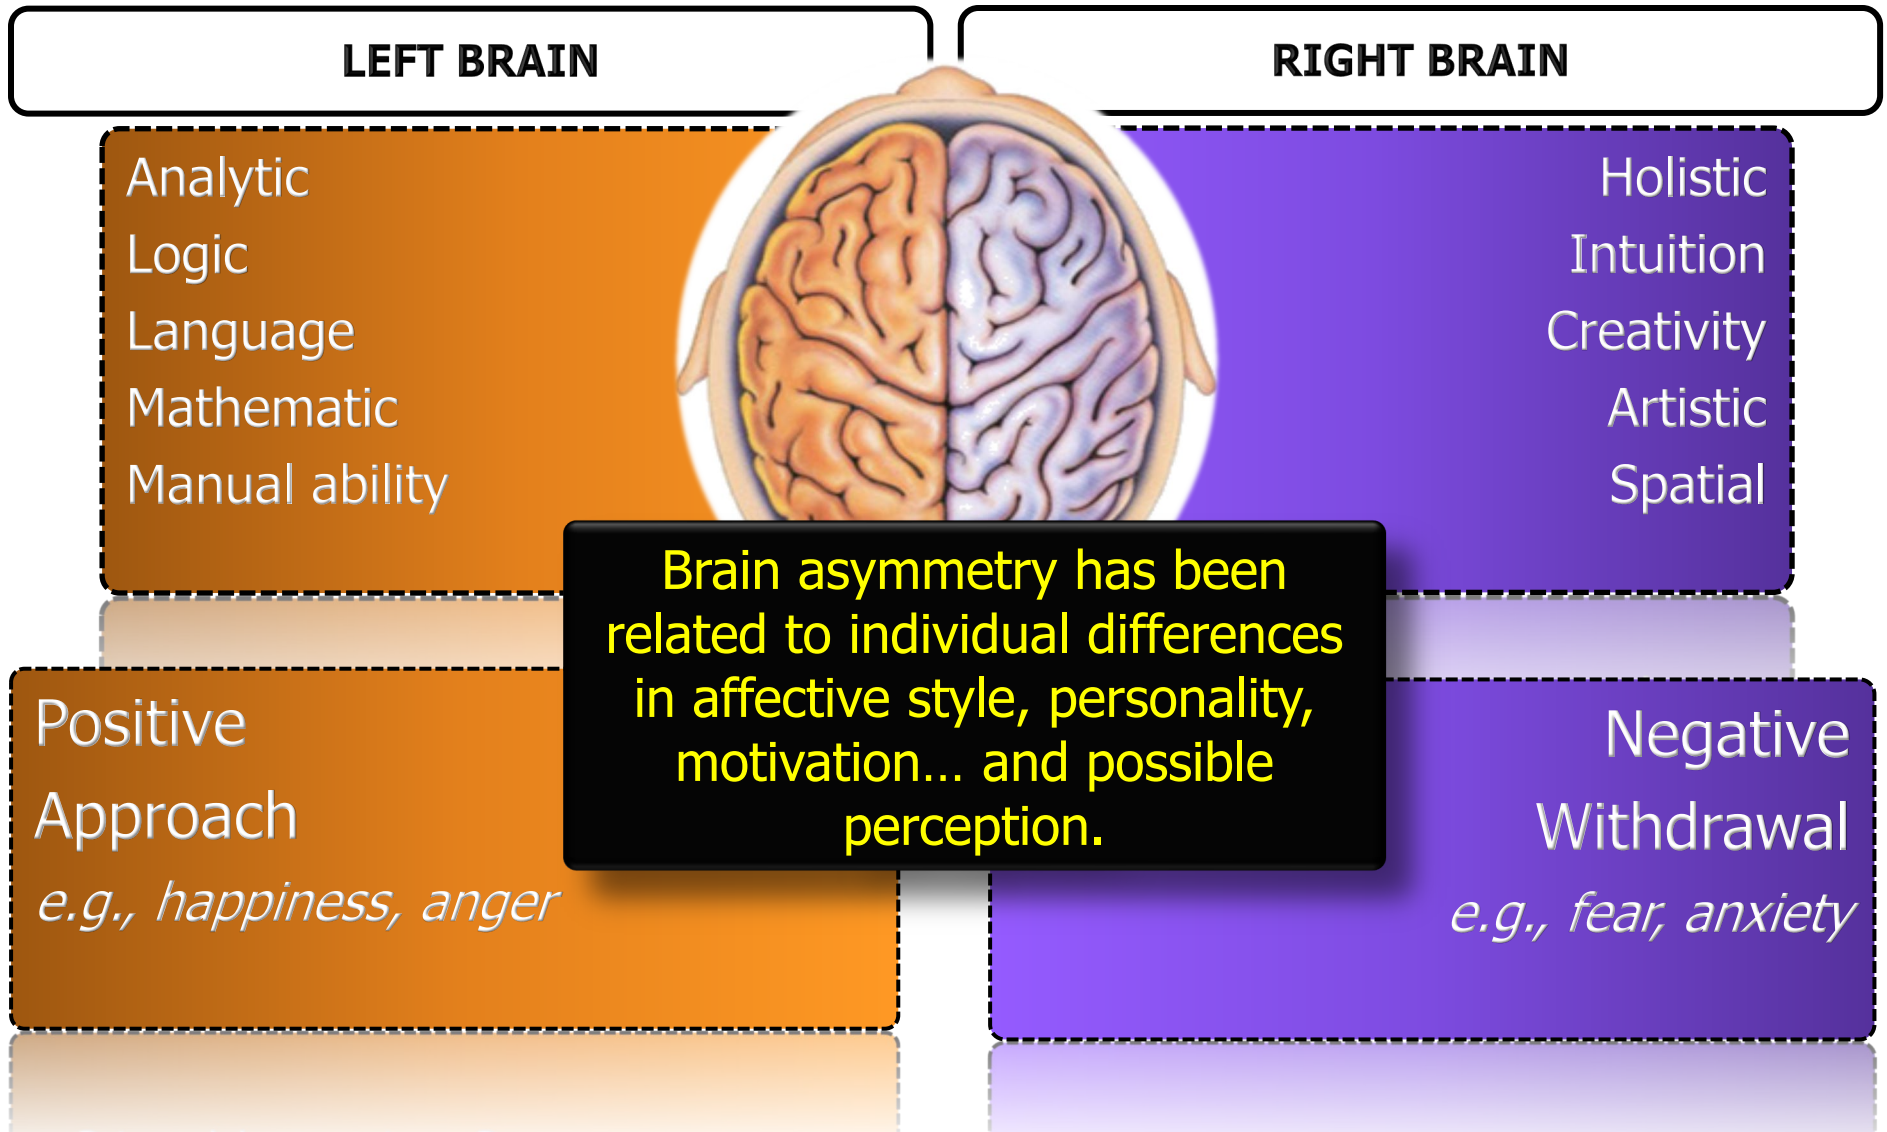 LEFT BRAIN
RIGHT BRAIN
Analytic
Logic
Language
Mathematic
Manual ability
Holistic
Intuition
Creativity
Artistic
Spatial
Brain asymmetry has been
related to individual differences
in affective style, personality,
motivation... and possible
perception.
Positive
Approach
e.g., happiness, anger
Negative
Withdrawal
e.g., fear, anxiety